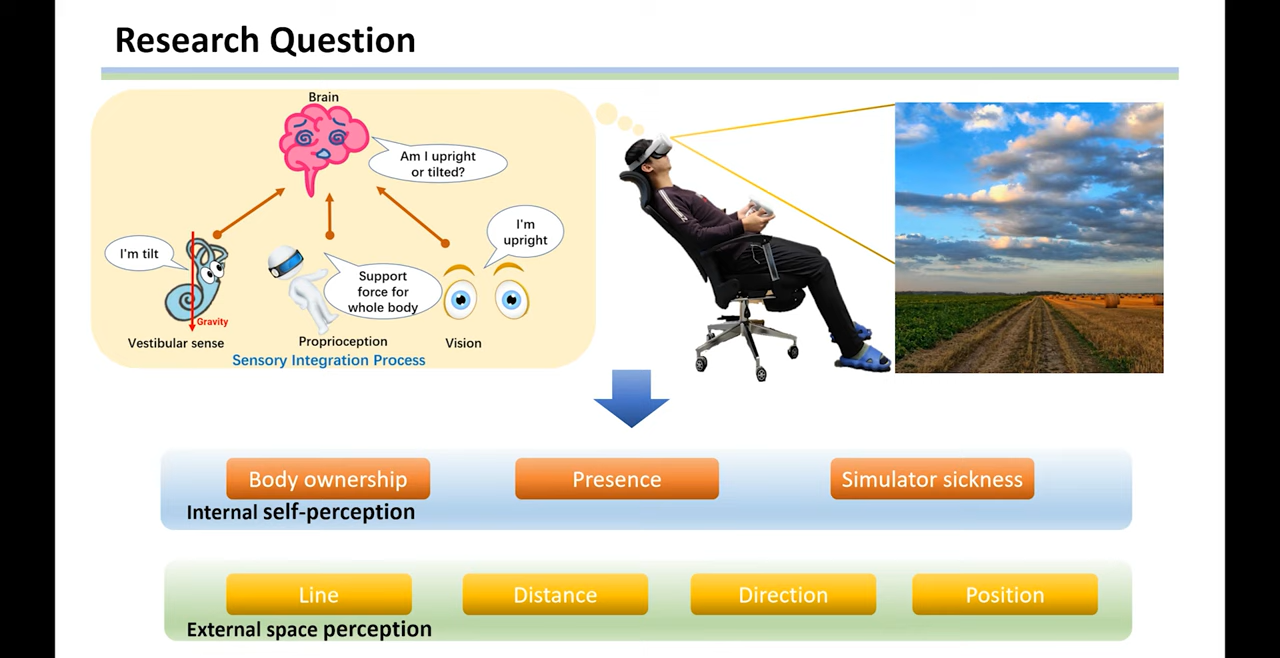 Research Question
Brain
Am I upright
or tilted?
I'm tilt
I'm
upright
Support
force for
whole body
Gravity
Vestibular sense
Proprioception
Vision
Sensory Integration Process
Body ownership
Presence
Simulator sickness
Internal self-perception
Line
Distance
Direction
Position
External space perception